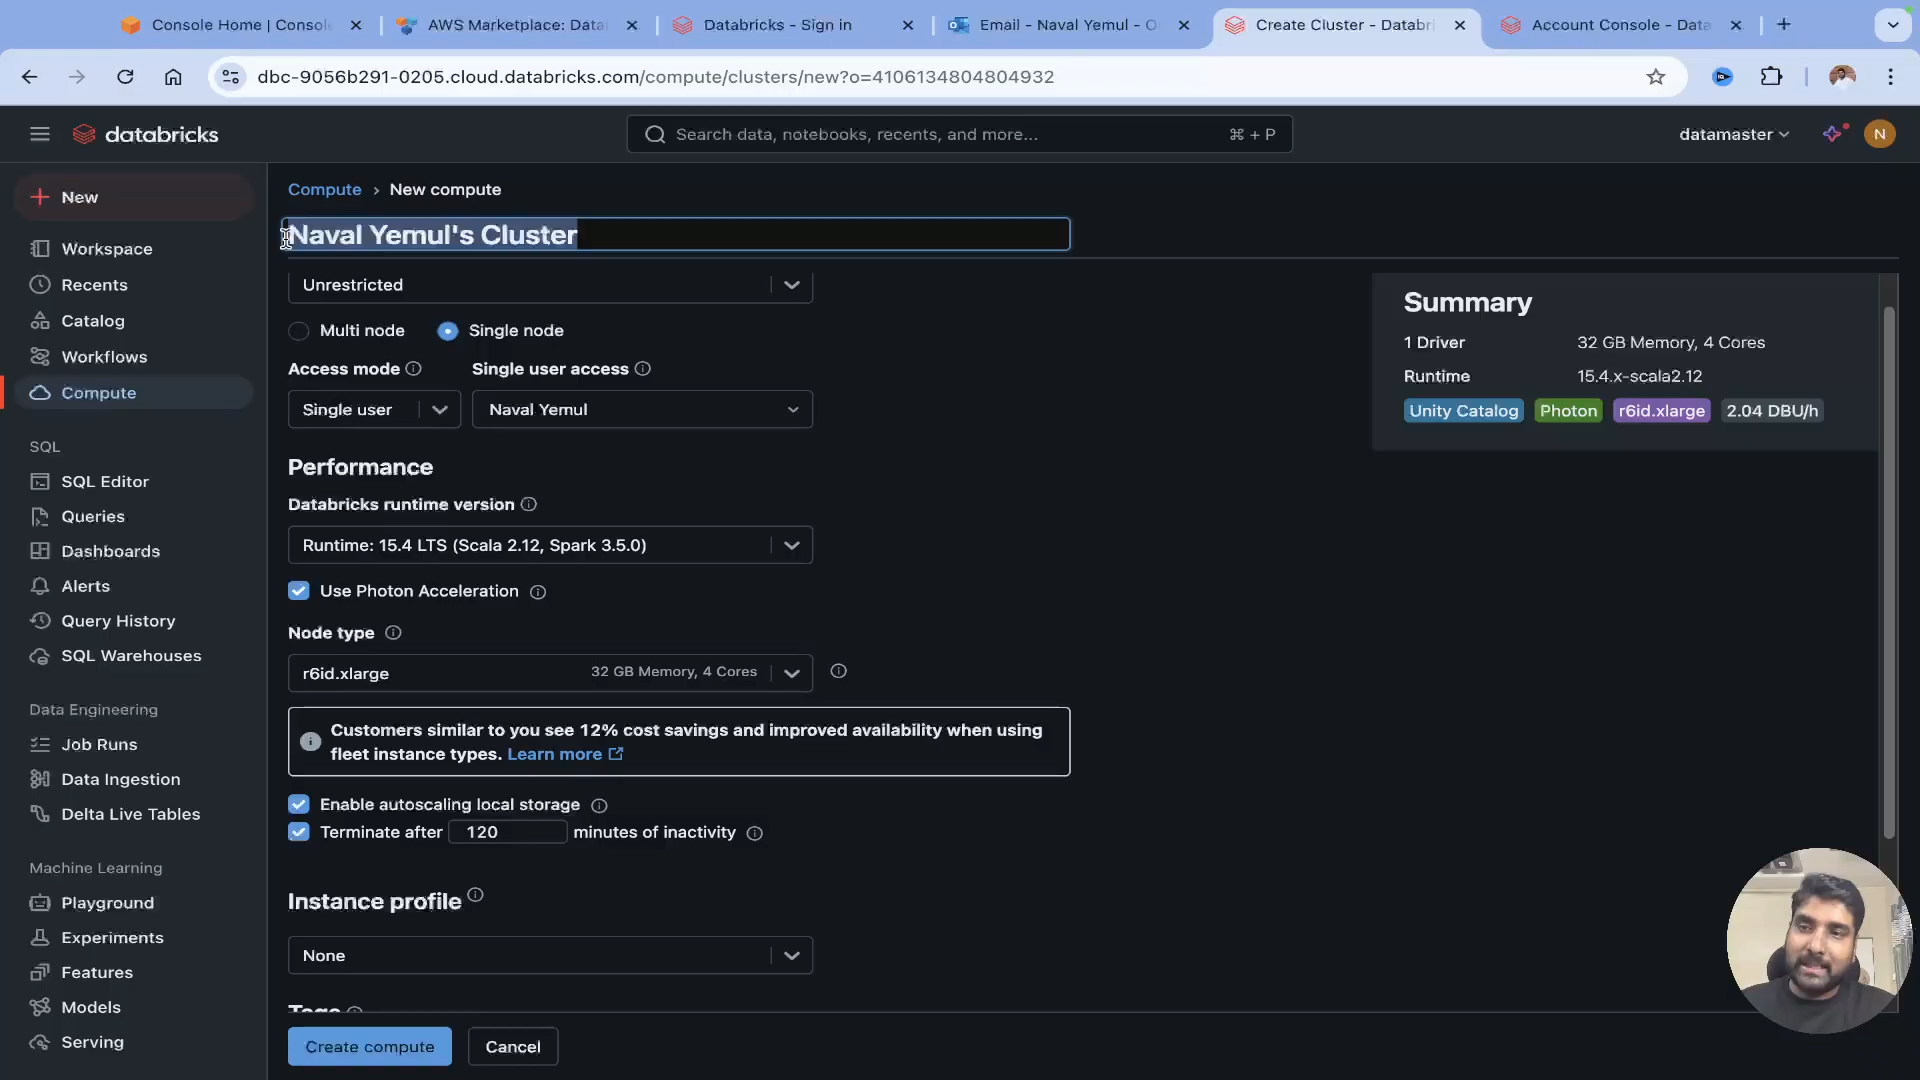 Console Home | Consol
AWS Marketplace: Data
Databricks - Sign in
Email - Naval Yemul - O
Create Cluster - Databri
Account Console - Data
dbc-9056b291-0205.cloud.databricks.com/compute/clusters/new?o=4106134804804932
databricks
Search data, notebooks, recents, and more...
⌘ + P
datamaster
N
New
Workspace
Recents
Catalog
Workflows
Compute
SQL
SQL Editor
Queries
Dashboards
Alerts
Query History
SQL Warehouses
Data Engineering
Job Runs
Data Ingestion
Delta Live Tables
Machine Learning
Playground
Experiments
Features
Models
Serving
Compute › New compute
Naval Yemul's Cluster
Unrestricted
Multi node
Single node
Access mode
Single user access
Single user
Naval Yemul
Performance
Databricks runtime version
Runtime: 15.4 LTS (Scala 2.12, Spark 3.5.0)
Use Photon Acceleration
Node type
r6id.xlarge
32 GB Memory, 4 Cores
Customers similar to you see 12% cost savings and improved availability when using
fleet instance types. Learn more
Enable autoscaling local storage
Terminate after 120 minutes of inactivity
Instance profile
None
Tags
Create compute
Cancel
Summary
1 Driver 32 GB Memory, 4 Cores
Runtime 15.4.x-scala2.12
Unity Catalog Photon r6id.xlarge 2.04 DBU/h